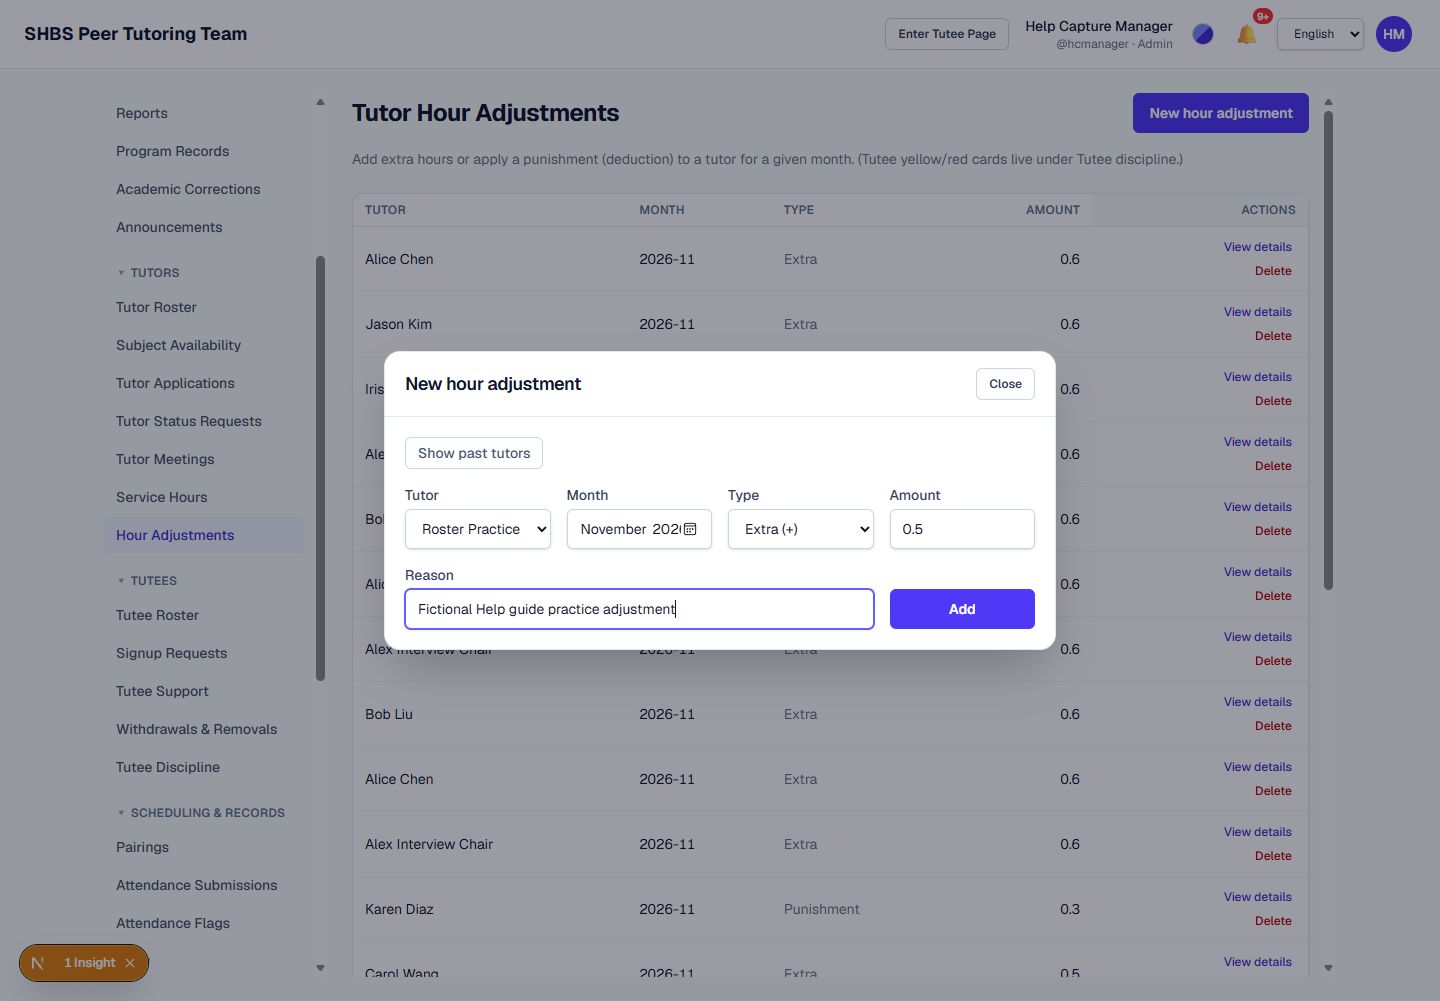 SHBS Peer Tutoring Team
Enter Tutee Page
Help Capture Manager
@hcmanager · Admin
9+
English
HM
Reports
Program Records
Academic Corrections
Announcements
TUTORS
Tutor Roster
Subject Availability
Tutor Applications
Tutor Status Requests
Tutor Meetings
Service Hours
Hour Adjustments
TUTEES
Tutee Roster
Signup Requests
Tutee Support
Withdrawals & Removals
Tutee Discipline
SCHEDULING & RECORDS
Pairings
Attendance Submissions
Attendance Flags
N
1 Insight
Tutor Hour Adjustments
New hour adjustment
Add extra hours or apply a punishment (deduction) to a tutor for a given month. (Tutee yellow/red cards live under Tutee discipline.)
TUTOR MONTH TYPE AMOUNT ACTIONS
Alice Chen 2026-11 Extra 0.6 View details
Delete
Jason Kim 2026-11 Extra 0.6 View details
Delete
Iris 0.6 View details
Delete
Ale 0.6 View details
Delete
0.6 View details
Delete
0.6 View details
Delete
Alex Interview Chair 2026-11 Extra 0.6 View details
Delete
Bob Liu 2026-11 Extra 0.6 View details
Delete
Alice Chen 2026-11 Extra 0.6 View details
Delete
Alex Interview Chair 2026-11 Extra 0.6 View details
Delete
Karen Diaz 2026-11 Punishment 0.3 View details
Delete
Carol Wang 2026-11 Extra 0.5 View details
New hour adjustment
Close
Show past tutors
Tutor Month Type Amount
Roster Practice November Extra (+) 0.5
Reason
Fictional Help guide practice adjustment
Add